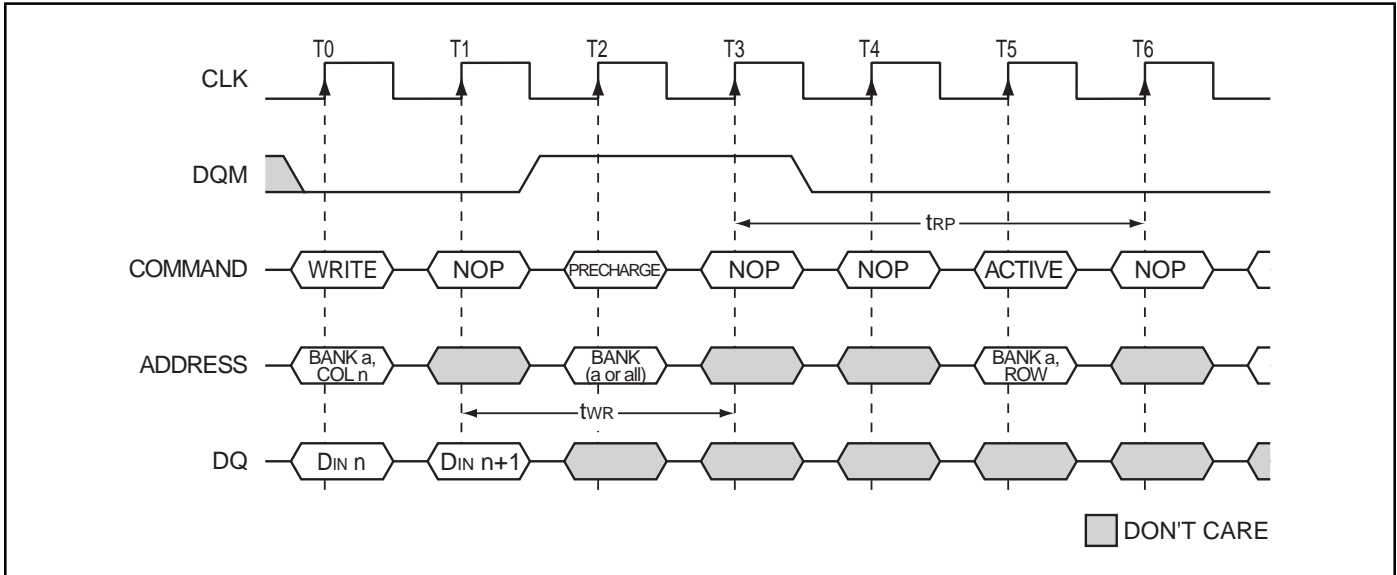 T0 T1 T2 T3 T4 T5 T6
CLK
DQM
tRP
COMMAND WRITE NOP PRECHARGE NOP NOP ACTIVE NOP
ADDRESS BANK a, COL n BANK (a or all) BANK a, ROW
tWR
DQ DIN n DIN n+1
DON'T CARE